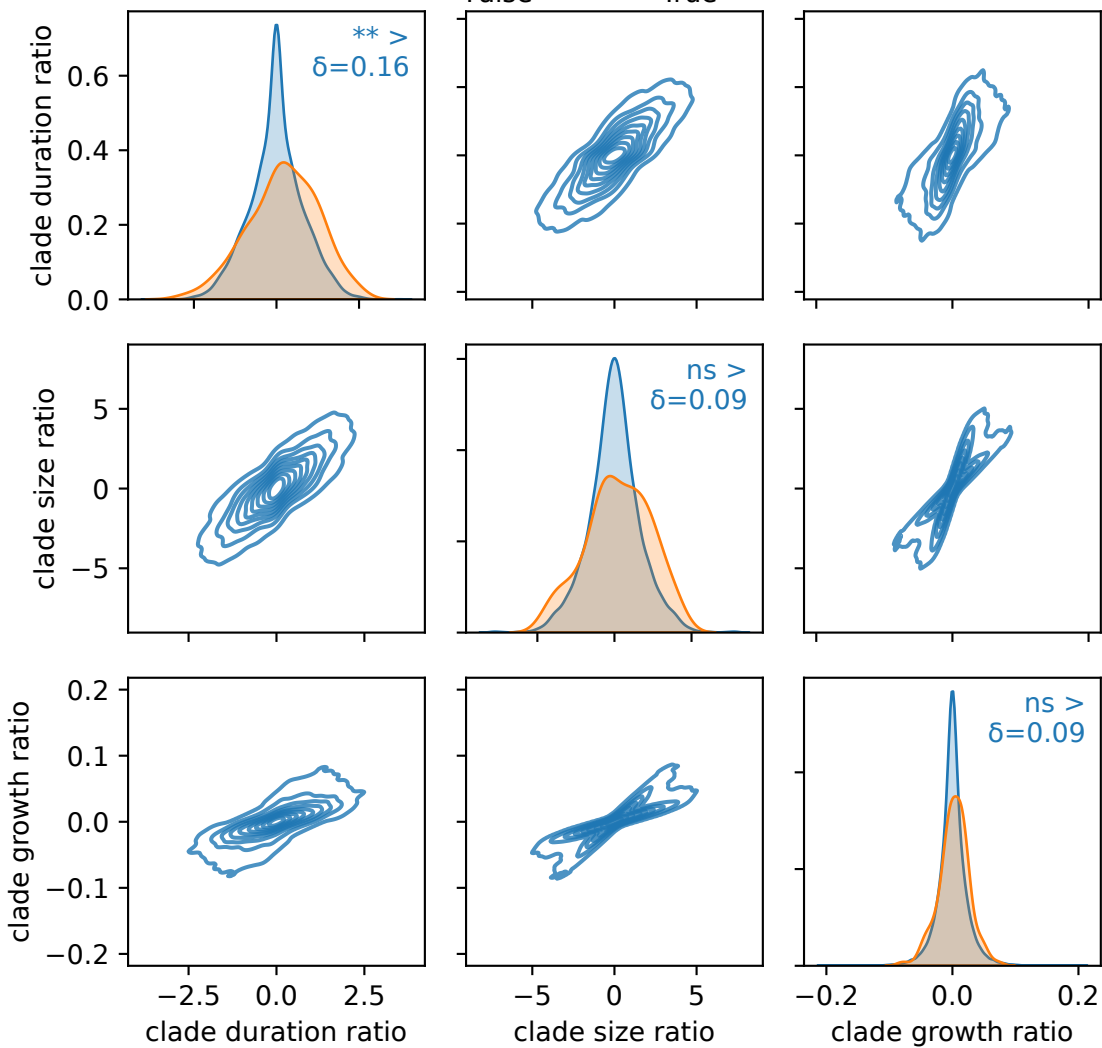 False True
clade duration ratio
0.6
0.4
0.2
0.0
** >
δ=0.16
clade size ratio
5
0
−5
ns >
δ=0.09
clade growth ratio
0.2
0.1
0.0
−0.1
−0.2
ns >
δ=0.09
−2.5 0.0 2.5
−5 0 5
−0.2 0.0 0.2
clade duration ratio
clade size ratio
clade growth ratio